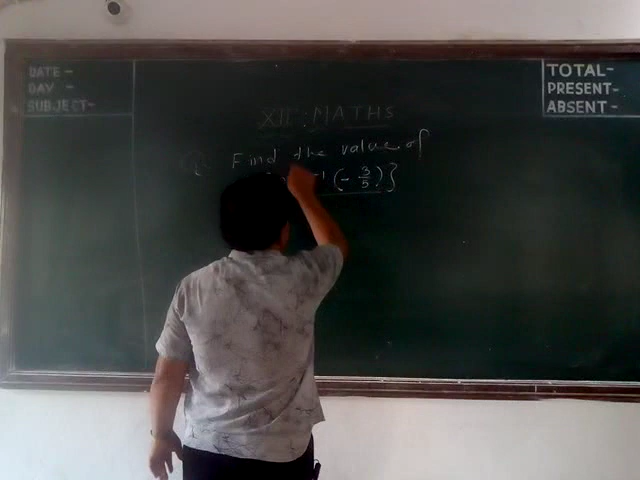 DATE -
DAY -
SUBJECT-
TOTAL-
PRESENT-
ABSENT -
XII : MATHS
Find the value of
(- 3/5)}